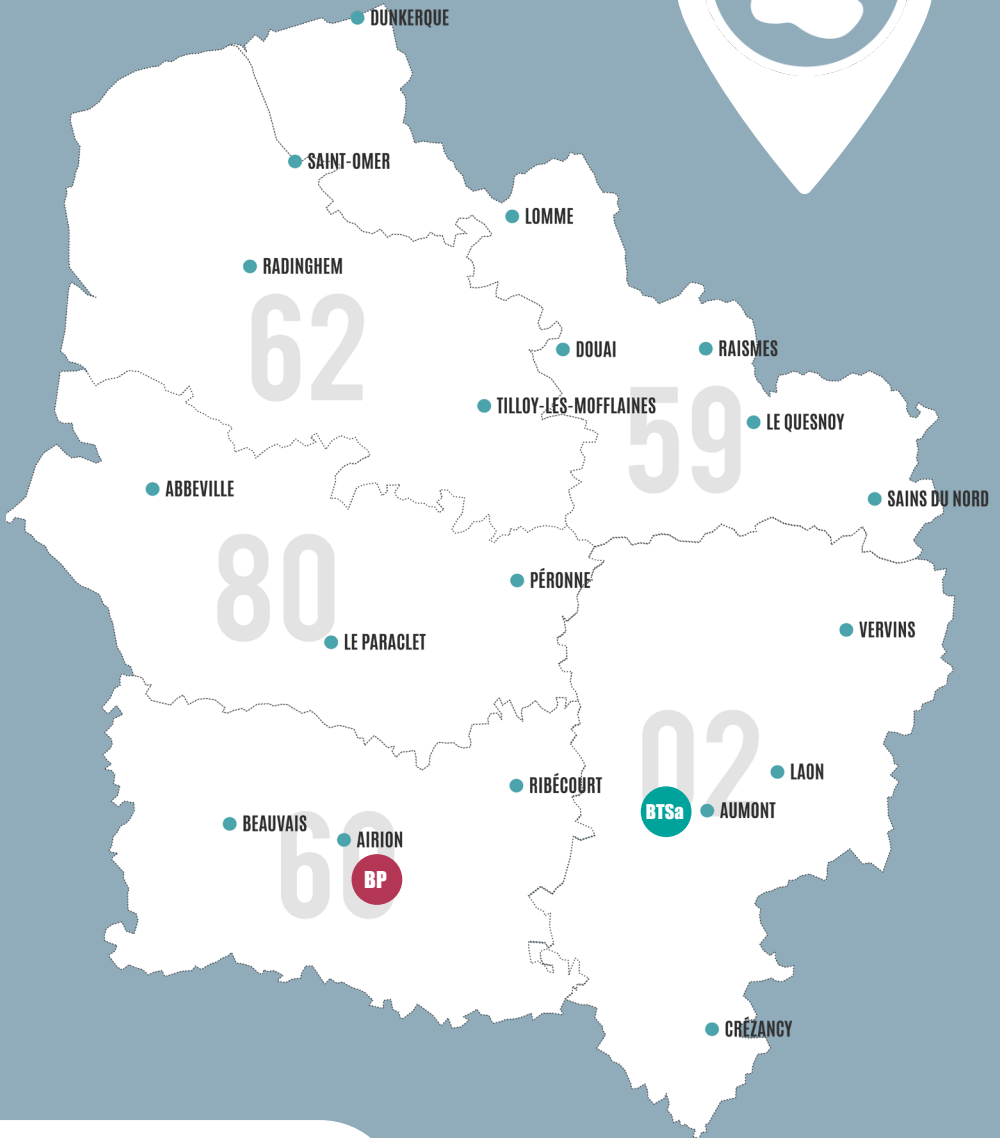 DUNKERQUE
SAINT-OMER
LOMME
RADINGHEM
62
DOUAI
RAISMES
TILLOY-LES-MOFFLAINES
59
LE QUESNOY
ABBEVILLE
SAINS DU NORD
80
PÉRONNE
LE PARACLET
VERVINS
02
LAON
RIBÉCOURT
BTSa
AUMONT
BEAUVAIS
60
AIRION
BP
CRÉZANCY